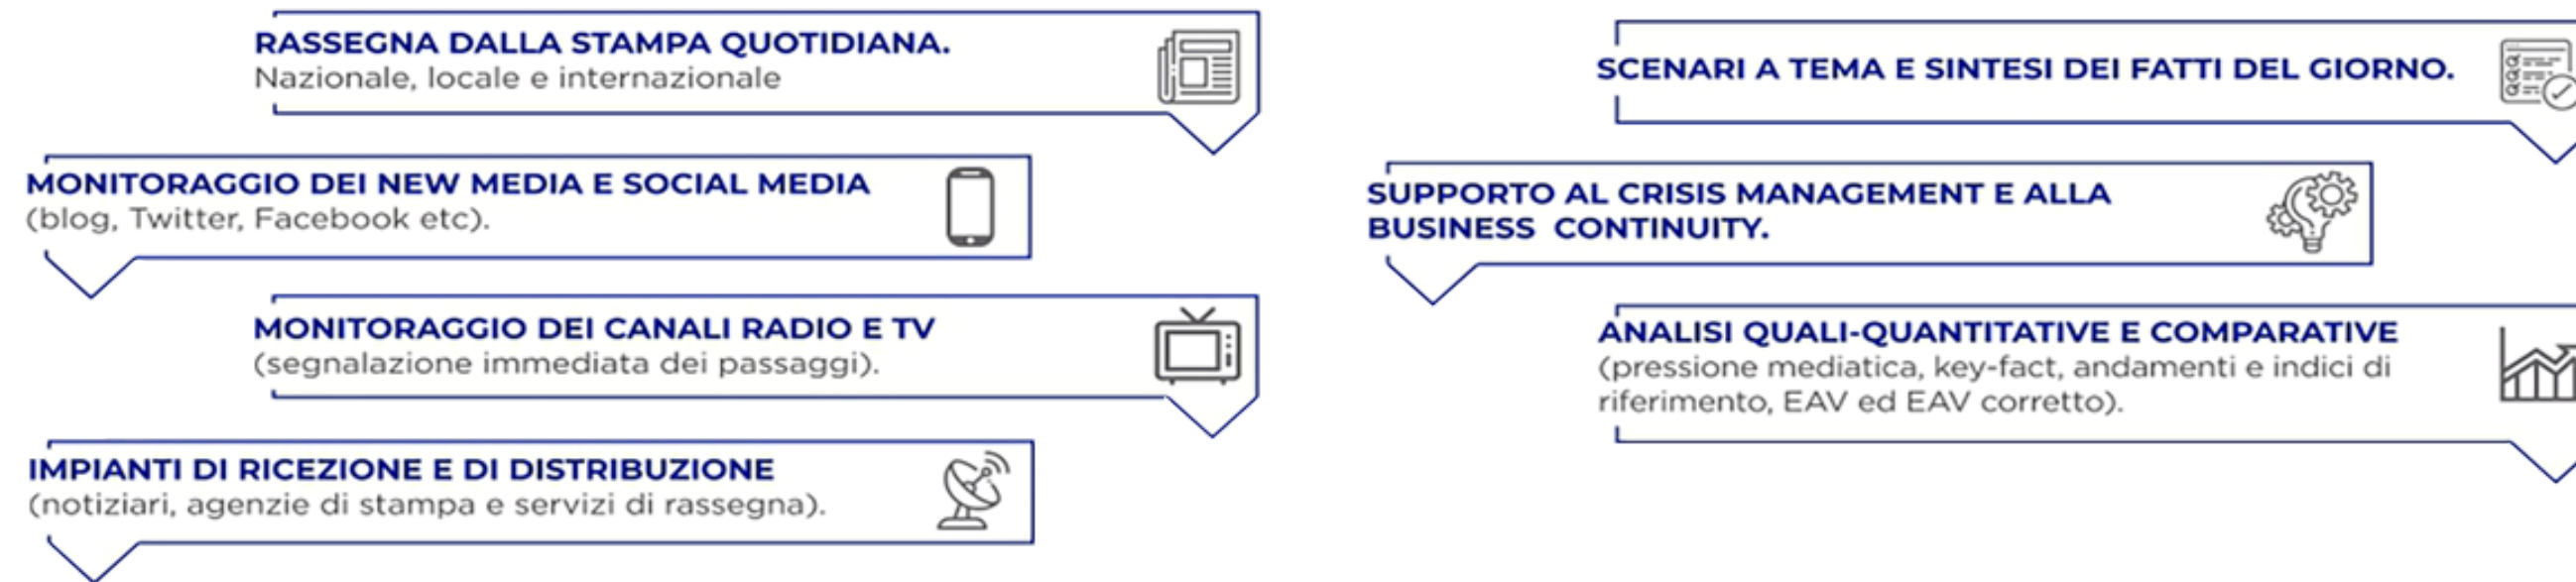 RASSEGNA DALLA STAMPA QUOTIDIANA.
Nazionale, locale e internazionale
MONITORAGGIO DEI NEW MEDIA E SOCIAL MEDIA
(blog, Twitter, Facebook etc).
MONITORAGGIO DEI CANALI RADIO E TV
(segnalazione immediata dei passaggi).
IMPIANTI DI RICEZIONE E DI DISTRIBUZIONE
(notiziari, agenzie di stampa e servizi di rassegna).
SCENARI A TEMA E SINTESI DEI FATTI DEL GIORNO.
SUPPORTO AL CRISIS MANAGEMENT E ALLA
BUSINESS CONTINUITY.
ANALISI QUALI-QUANTITATIVE E COMPARATIVE
(pressione mediatica, key-fact, andamenti e indici di
riferimento, EAV ed EAV corretto).